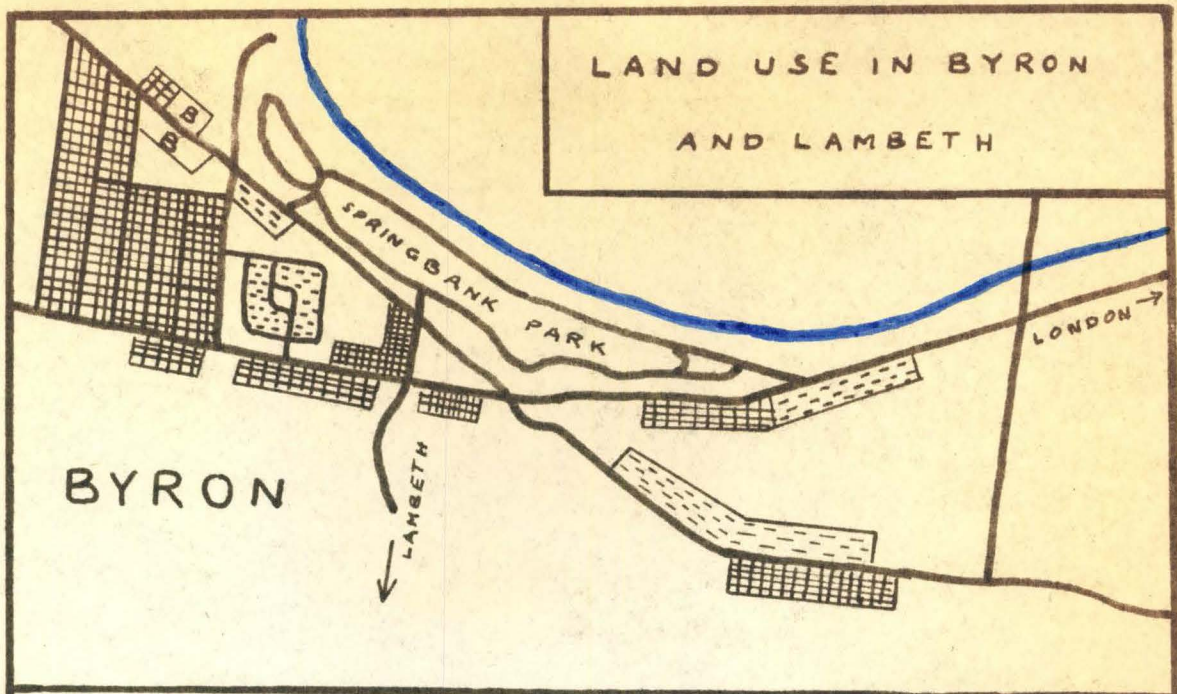 LAND USE IN BYRON
AND LAMBETH
B
B
SPRINGBANK PARK
LONDON →
BYRON
LAMBETH